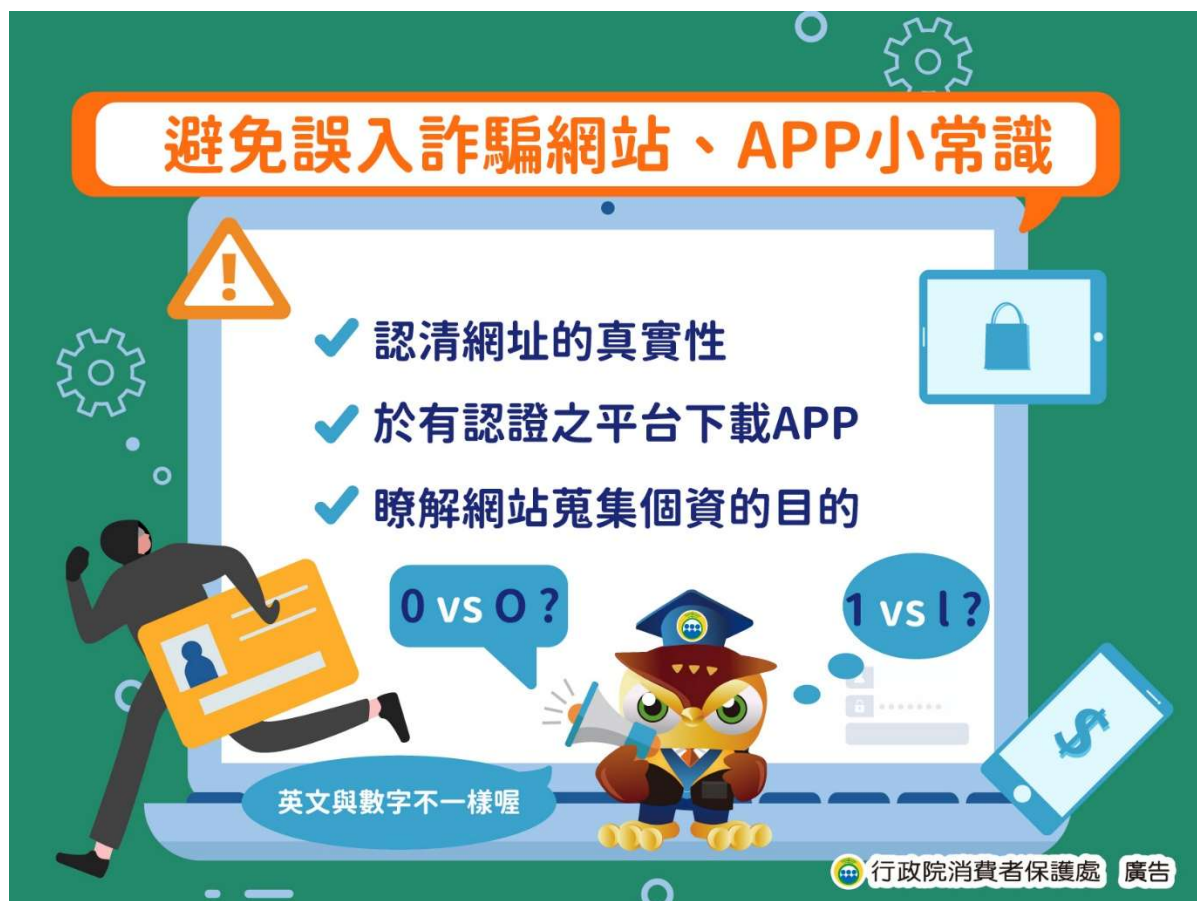 避免誤入詐騙網站、APP小常識
認清網址的真實性
於有認證之平台下載APP
瞭解網站蒐集個資的目的
0 vs O ?
1 vs l ?
英文與數字不一樣喔
行政院消費者保護處 廣告